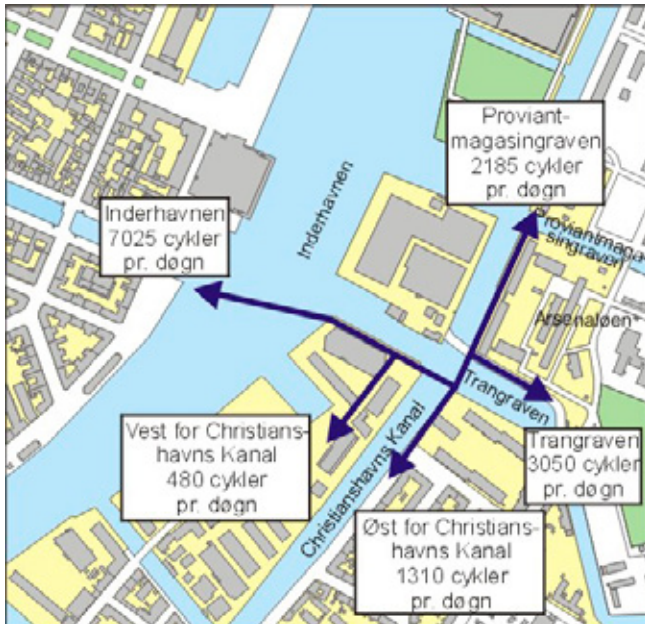 Proviant-
magasingraven
2185 cykler
pr. døgn
Inderhavnen
7025 cykler
pr. døgn
Inderhavnen
Proviantmaga
singraven
Arsenaløen*
Trangraven
Vest for Christians-
havns Kanal
480 cykler
pr. døgn
Christianshavns Kanal
Trangraven
3050 cykler
pr. døgn
Øst for Christians-
havns Kanal
1310 cykler
pr. døgn